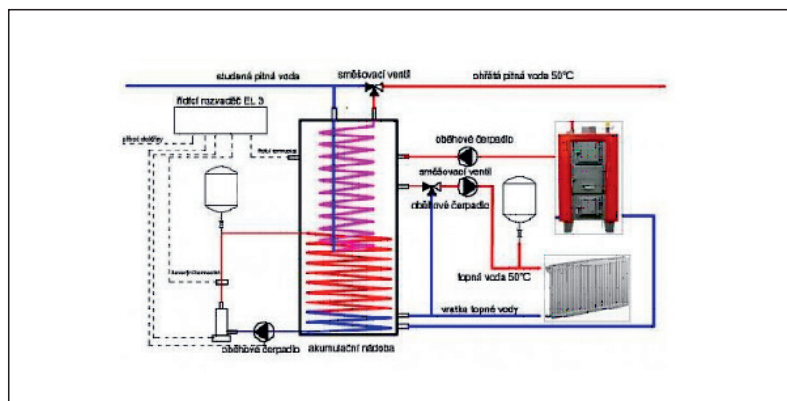 studená pitná voda
směšovací ventil
ohřátá pitná voda 50°C
řídící rozvaděč EL 3
oběhové čerpadlo
směšovací ventil
oběhové čerpadlo
topná voda 50°C
vratka topné vody
oběhové čerpadlo
akumulační nádoba